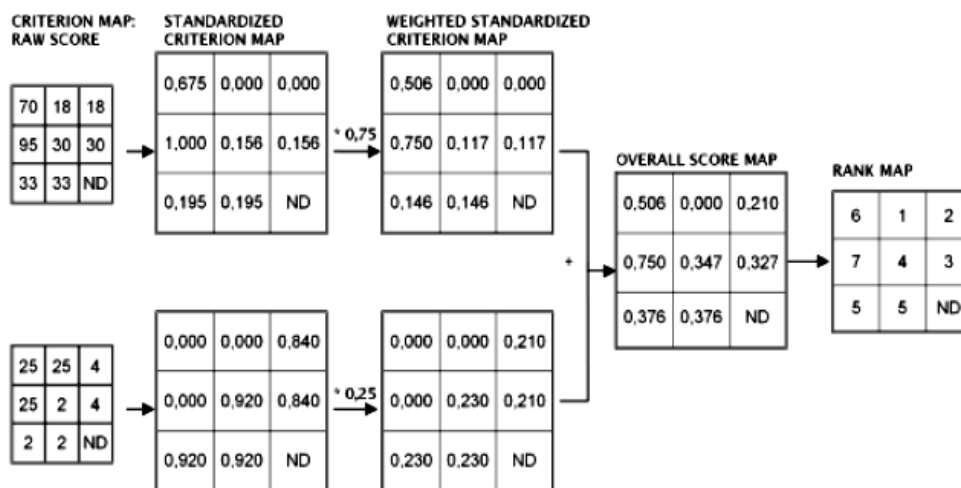 CRITERION MAP:
RAW SCORE
STANDARDIZED
CRITERION MAP
WEIGHTED STANDARDIZED
CRITERION MAP
70 18 18
95 30 30
33 33 ND
0,675 0,000 0,000
1,000 0,156 0,156
0,195 0,195 ND
* 0,75
0,506 0,000 0,000
0,750 0,117 0,117
0,146 0,146 ND
25 25 4
25 2 4
2 2 ND
0,000 0,000 0,840
0,000 0,920 0,840
0,920 0,920 ND
* 0,25
0,000 0,000 0,210
0,000 0,230 0,210
0,230 0,230 ND
+
OVERALL SCORE MAP
0,506 0,000 0,210
0,750 0,347 0,327
0,376 0,376 ND
RANK MAP
6 1 2
7 4 3
5 5 ND